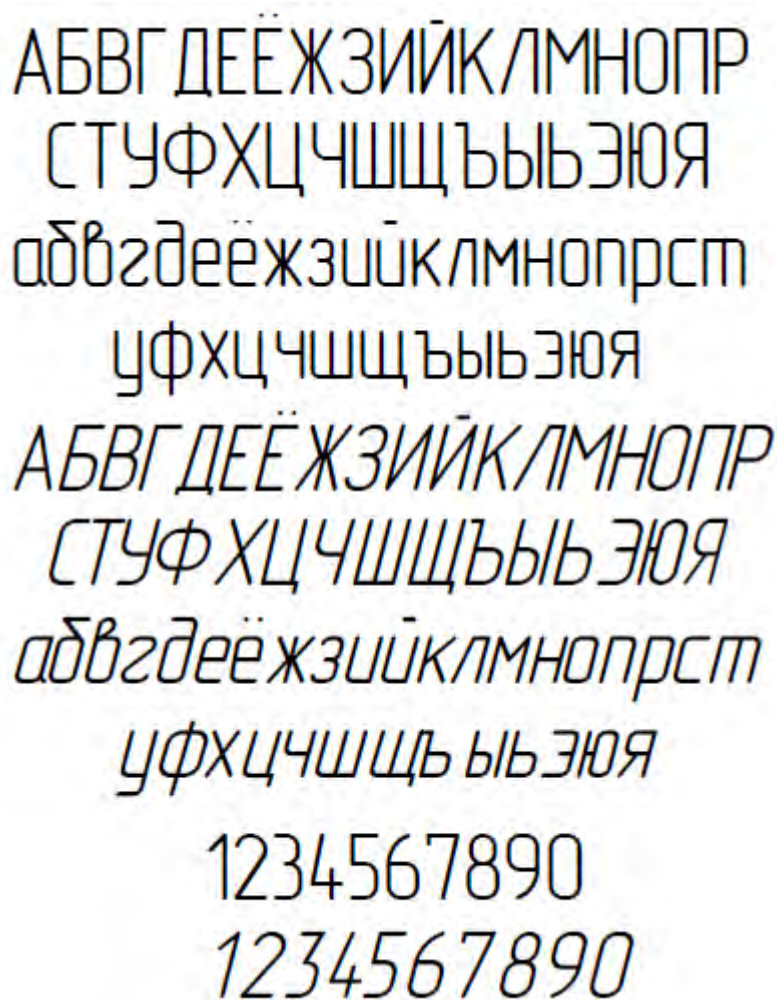 АБВГДЕЁЖЗИЙКЛМНОПР
СТУФХЦЧШЩЪЫЬЭЮЯ
абвгдеёжзийклмнопрст
уфхцчшщъыьэюя
АБВГДЕЁЖЗИЙКЛМНОПР
СТУФХЦЧШЩЪЫЬЭЮЯ
абвгдеёжзийклмнопрст
уфхцчшщъыьэюя
1234567890
1234567890